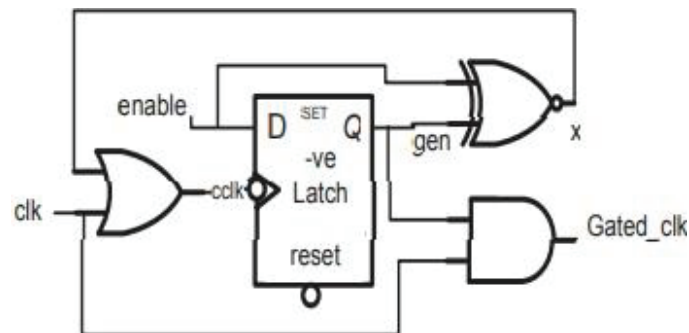 enable
D
SET
Q
-ve
Latch
reset
gen
x
clk
cclk
Gated_clk